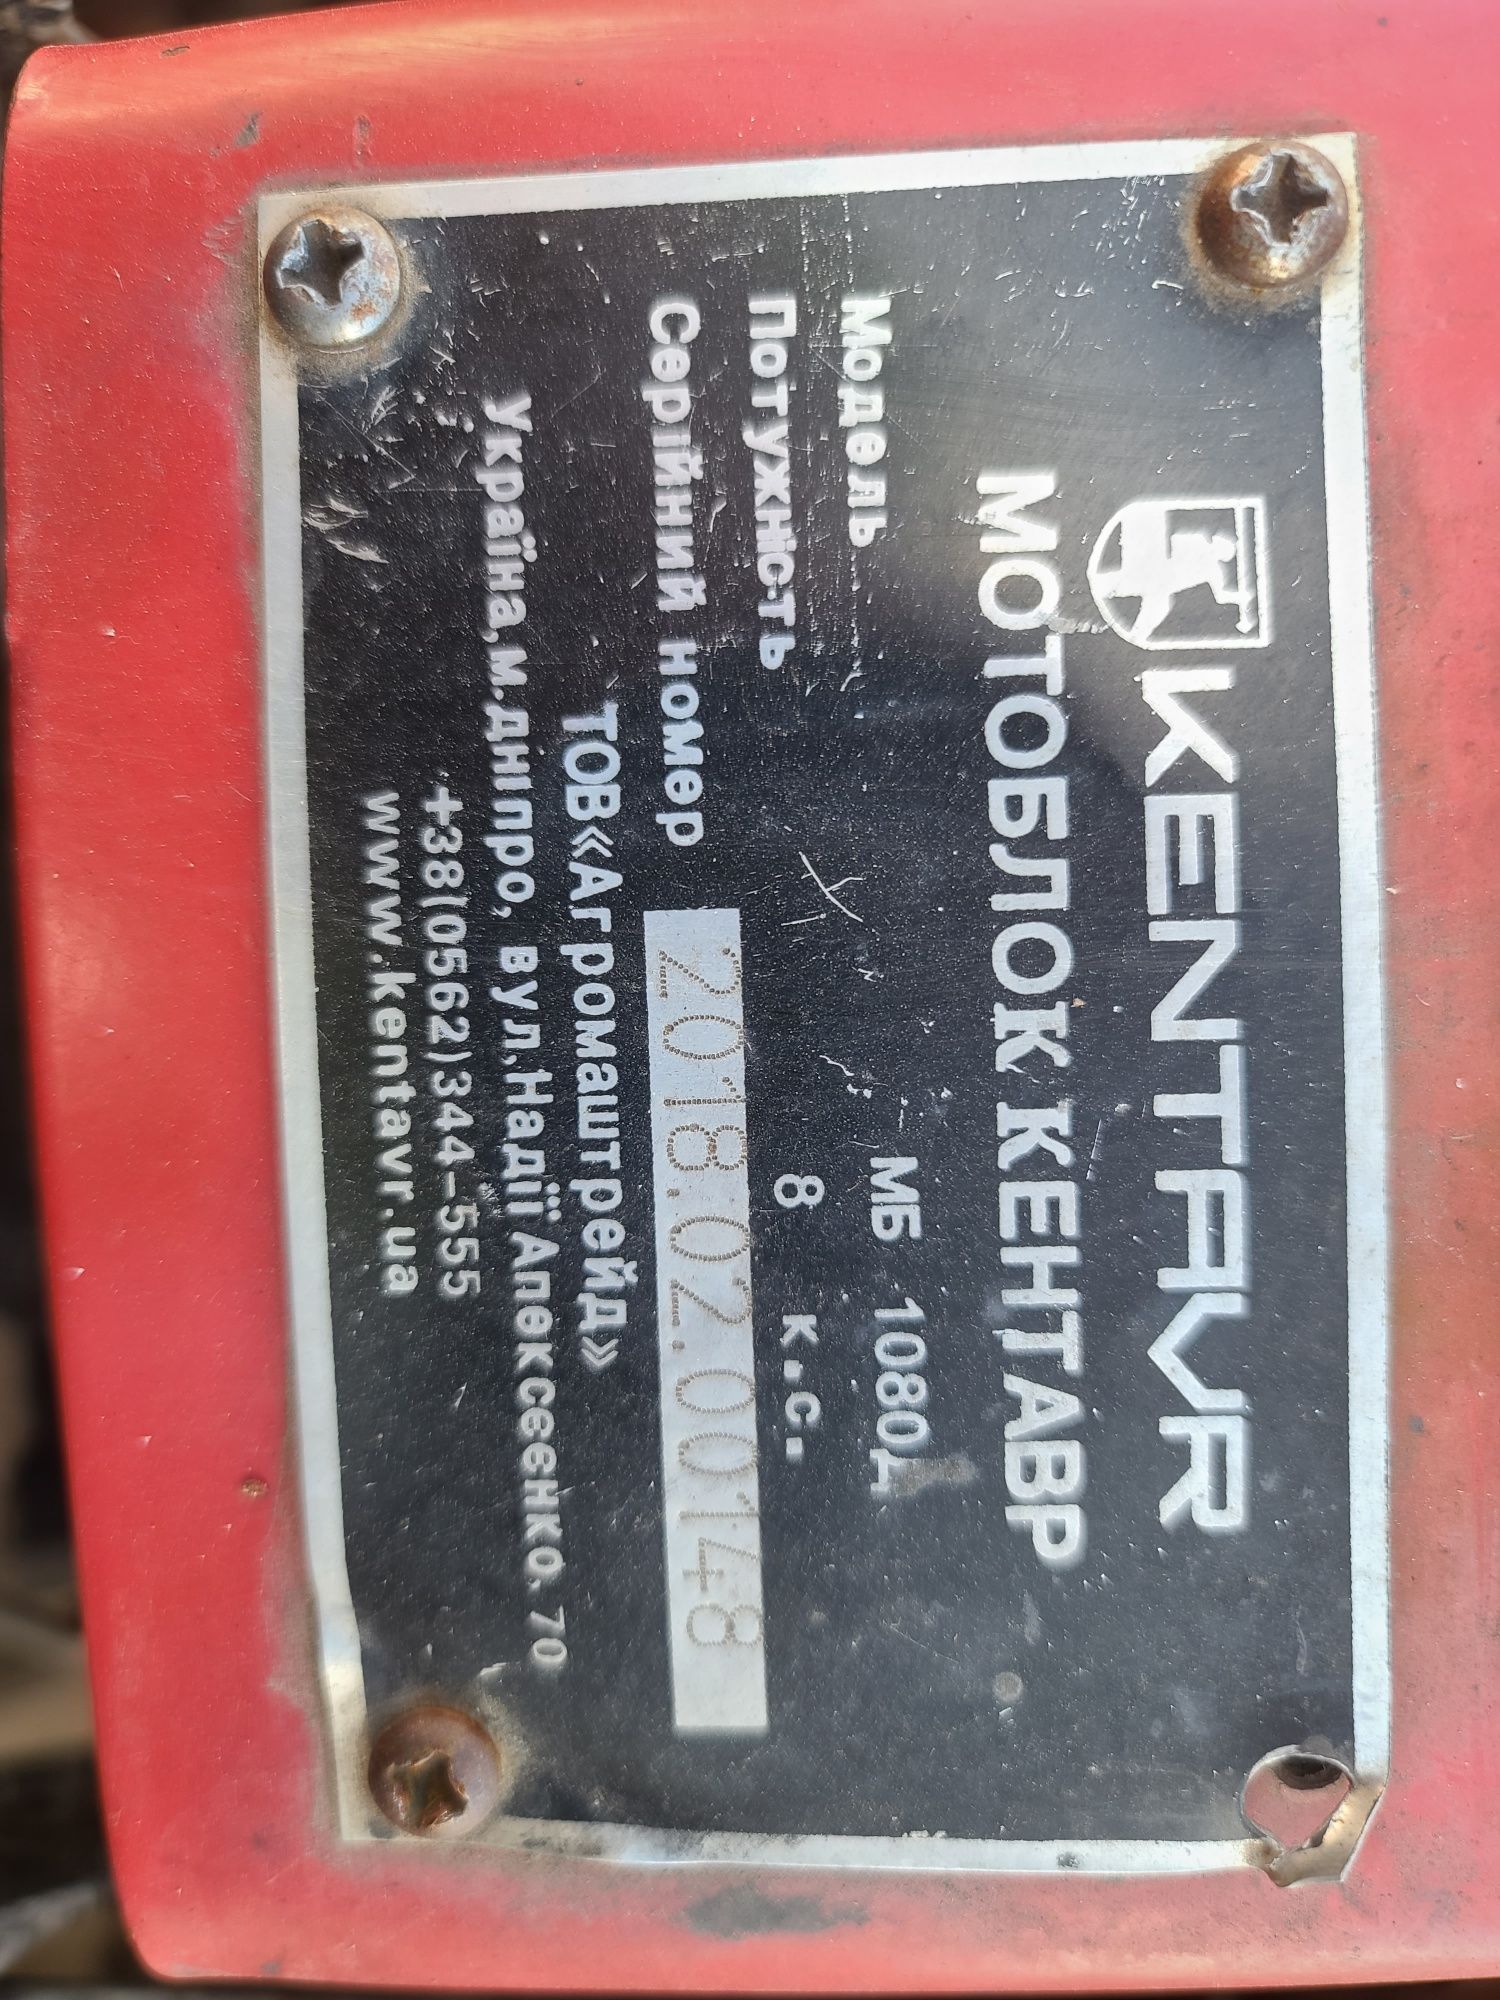 KENTAVR
МОТОБЛОК КЕНТАВР
Модель МБ 1080Д
Потужність 8 к.с.
Серійний номер 2018.02.00148
ТОВ«Агромаштрейд»
Україна,м.дніпро, вул.Надії Алексєєнко, 70
+38(0562)344-555
www.kentavr.ua